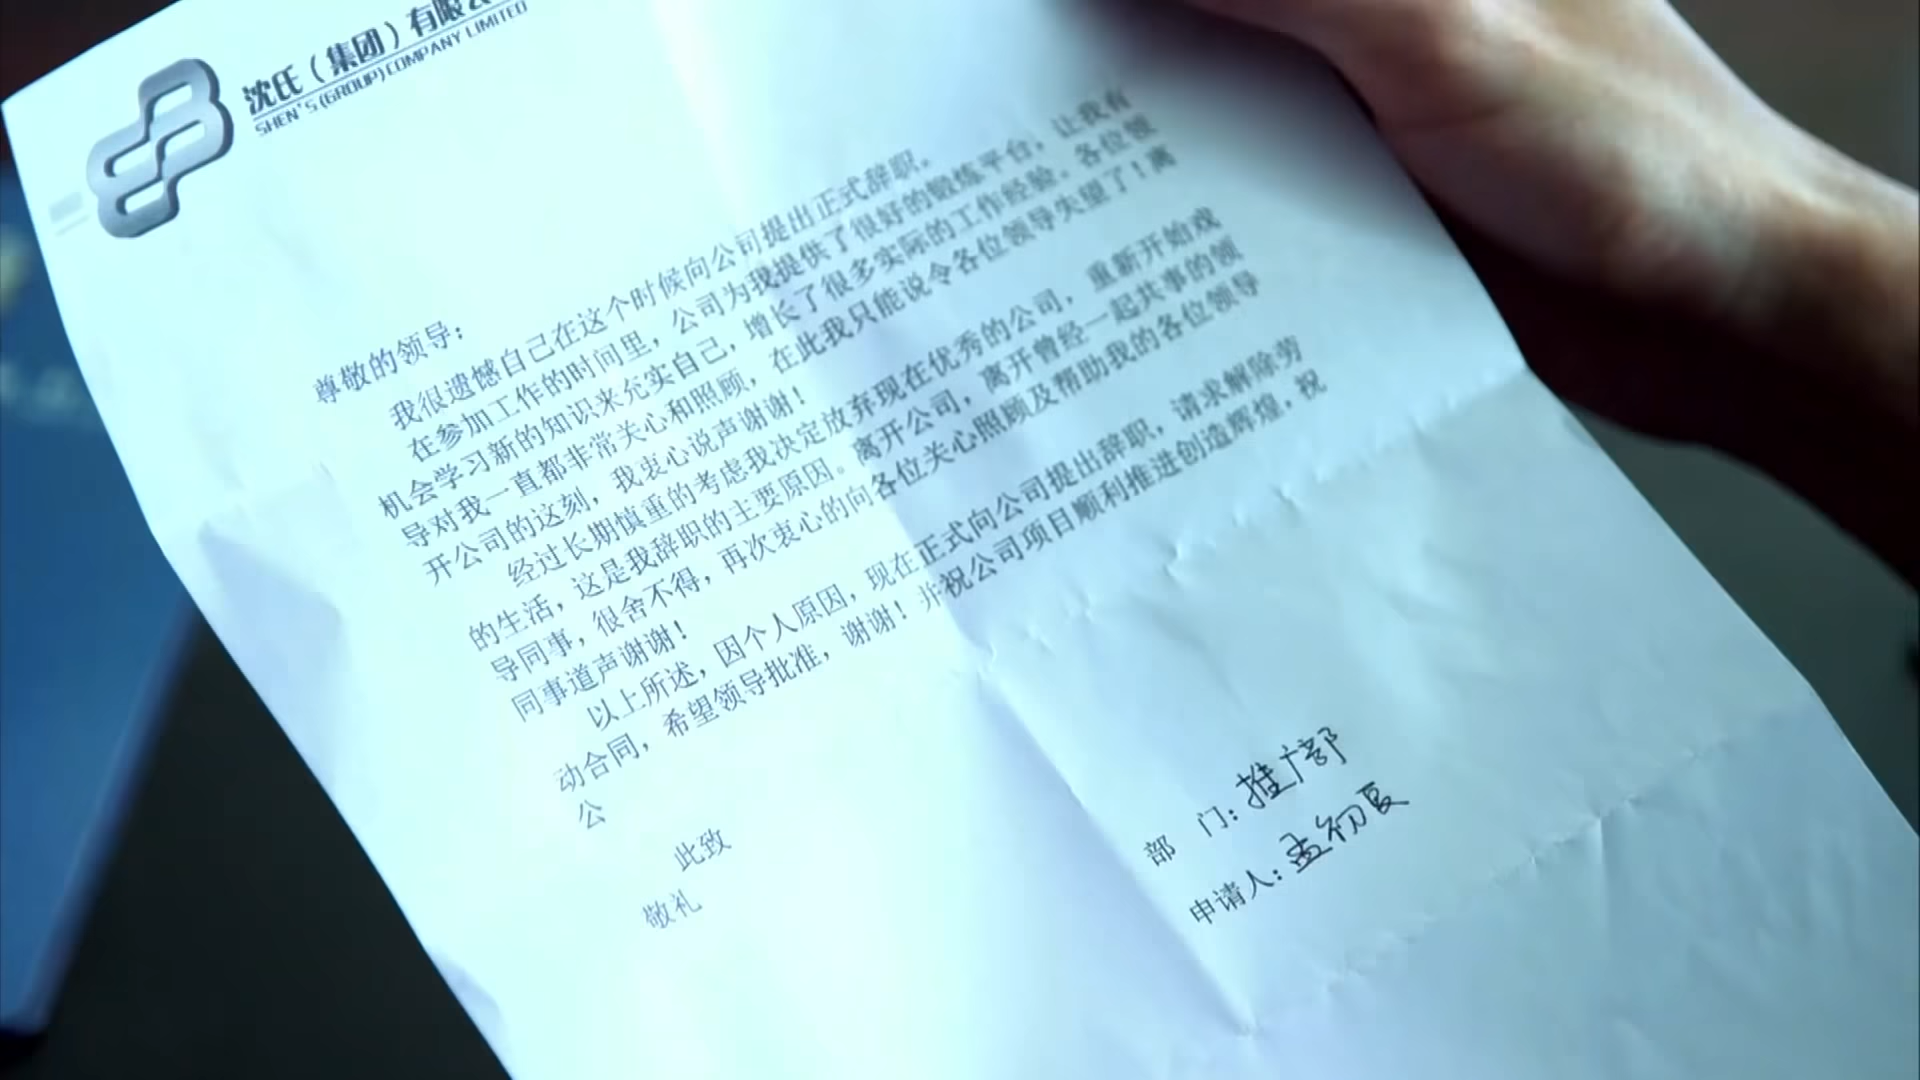 沈氏（集团）有限公
SHEN'S (GROUP) COMPANY LIMITED
尊敬的领导：
我很遗憾自己在这个时候向公司提出正式辞职。
在参加工作的时间里，公司为我提供了很好的锻炼平台，让我有
机会学习新的知识来充实自己，增长了很多实际的工作经验。各位领
导对我一直都非常关心和照顾，在此我只能说令各位领导失望了！离
开公司的这刻，我衷心说声谢谢！
经过长期慎重的考虑我决定放弃现在优秀的公司，重新开始戏
的生活，这是我辞职的主要原因。离开公司，离开曾经一起共事的领
导同事，很舍不得，再次衷心的向各位关心照顾及帮助我的各位领导
同事道声谢谢！
以上所述，因个人原因，现在正式向公司提出辞职，请求解除劳
动合同，希望领导批准，谢谢！并祝公司项目顺利推进创造辉煌，祝
公
此致
敬礼
部 门：推广部
申请人：孟初夏